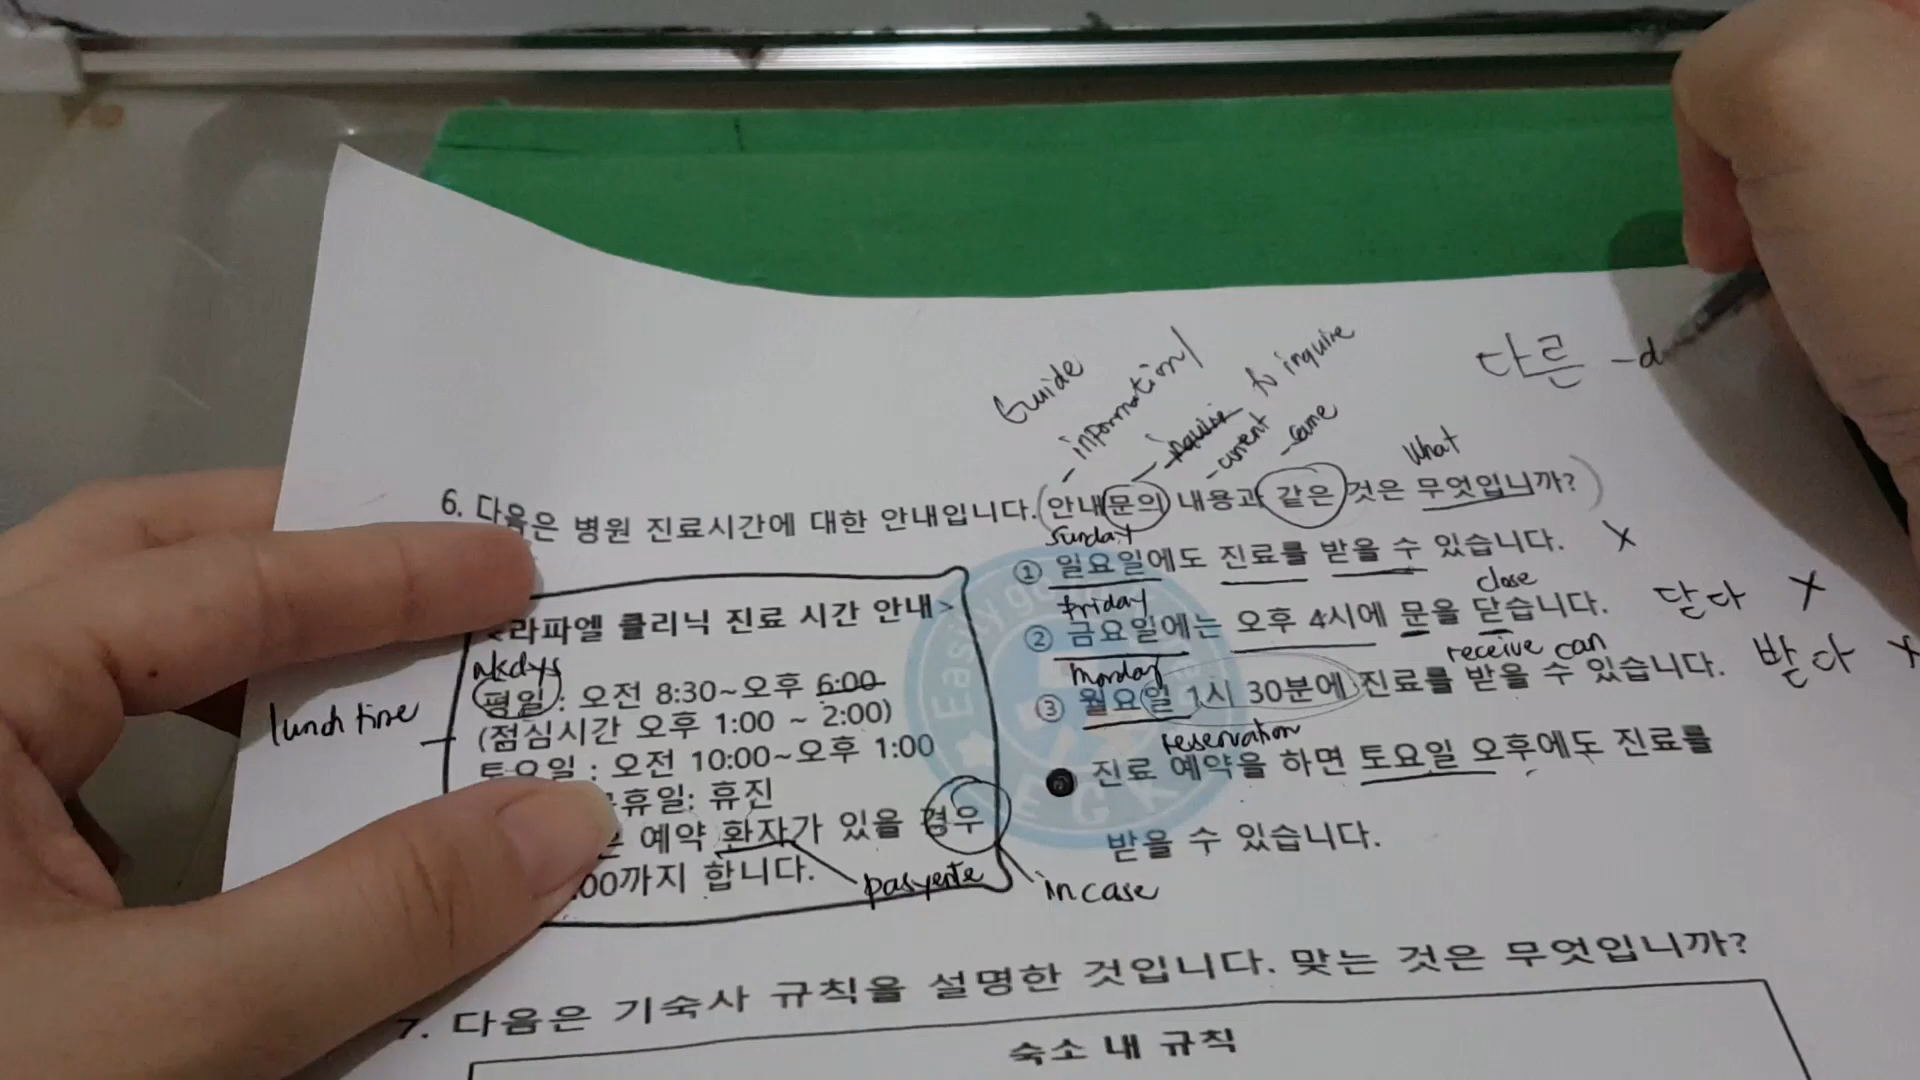 다른 - d
Guide
information/
inquire to inquire
same
What
6. 다음은 병원 진료시간에 대한 안내입니다. (안내문의 내용과 같은 것은 무엇입니까?)
sunday
① 일요일에도 진료를 받을 수 있습니다. X
friday close
② 금요일에는 오후 4시에 문을 닫습니다. 닫다 X
monday receive can
③ 월요일 1시 30분에 진료를 받을 수 있습니다. 받다 X
reservation
진료 예약을 하면 토요일 오후에도 진료를
받을 수 있습니다.
<라파엘 클리닉 진료 시간 안내>
wkdys
평일 : 오전 8:30~오후 6:00
lunch time
(점심시간 오후 1:00 ~ 2:00)
토요일 : 오전 10:00~오후 1:00
휴일: 휴진
예약 환자가 있을 경우
:00까지 합니다.
pasyente
in case
7. 다음은 기숙사 규칙을 설명한 것입니다. 맞는 것은 무엇입니까?
숙소 내 규칙
Easily
E G K